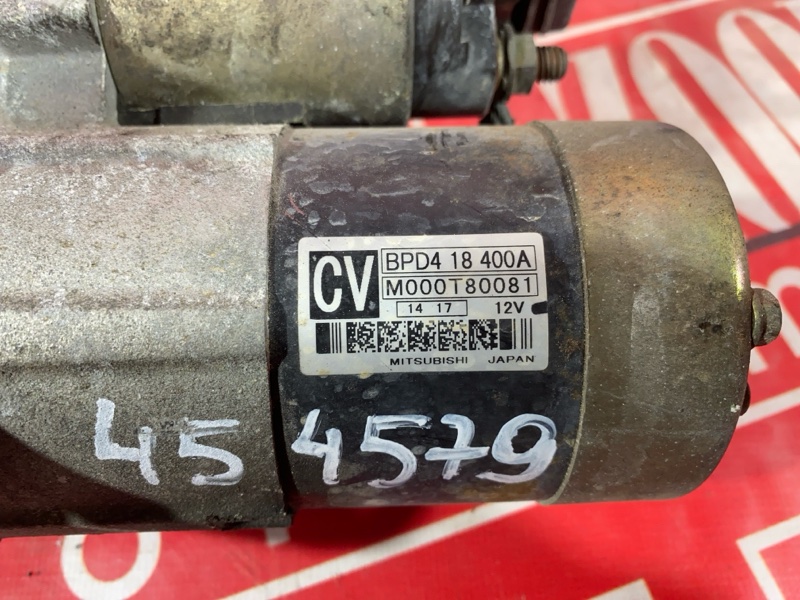 CV
BPD4 18 400A
M000T80081
14 17 12V
MITSUBISHI JAPAN
45 4579